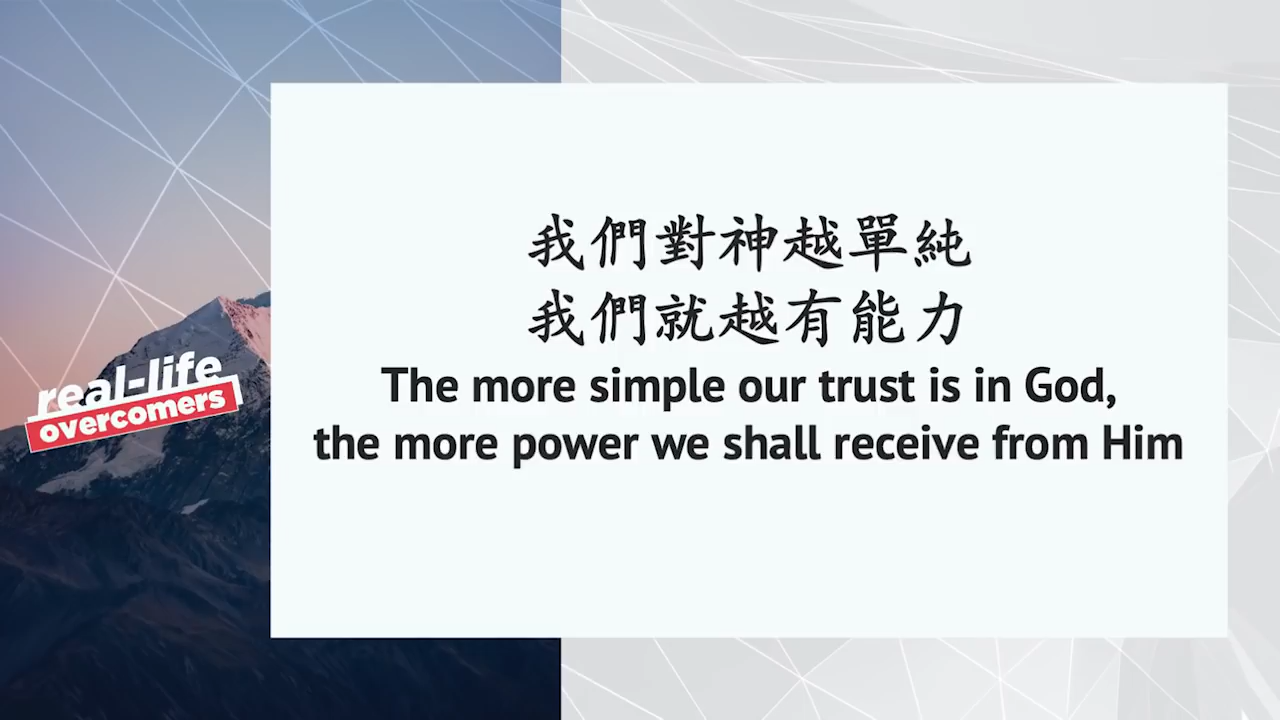 real-life
overcomers
我們對神越單純
我們就越有能力
The more simple our trust is in God,
the more power we shall receive from Him